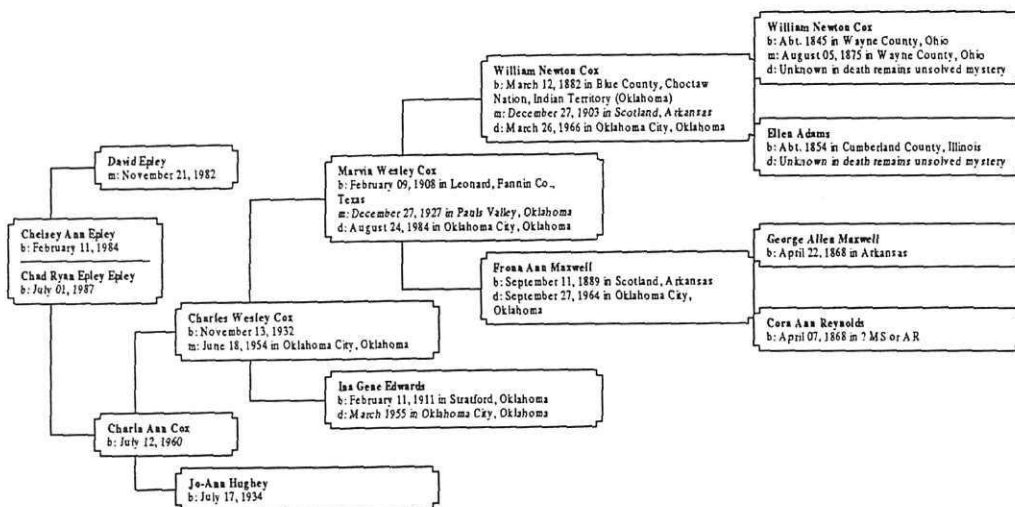 William Newton Cox
b: Abt. 1845 in Wayne County, Ohio
m: August 05, 1875 in Wayne County, Ohio
d: Unknown in death remains unsolved mystery
William Newton Cox
b: March 12, 1882 in Blue County, Choctaw
Nation, Indian Territory (Oklahoma)
m: December 27, 1903 in Scotland, Arkansas
d: March 26, 1966 in Oklahoma City, Oklahoma
Ellen Adams
b: Abt. 1854 in Cumberland County, Illinois
d: Unknown in death remains unsolved mystery
David Epley
m: November 21, 1982
Marvin Wesley Cox
b: February 09, 1908 in Leonard, Fannin Co.,
Texas
m: December 27, 1927 in Pauls Valley, Oklahoma
d: August 24, 1984 in Oklahoma City, Oklahoma
Chelsey Ann Epley
b: February 11, 1984
Chad Ryan Epley Epley
b: July 01, 1987
George Allen Maxwell
b: April 22, 1868 in Arkansas
Frona Ann Maxwell
b: September 11, 1889 in Scotland, Arkansas
d: September 27, 1964 in Oklahoma City,
Oklahoma
Cora Ann Reynolds
b: April 07, 1868 in ? MS or AR
Charles Wesley Cox
b: November 13, 1932
m: June 18, 1954 in Oklahoma City, Oklahoma
Ina Gene Edwards
b: February 11, 1911 in Stratford, Oklahoma
d: March 1955 in Oklahoma City, Oklahoma
Charla Ann Cox
b: July 12, 1960
Jo-Ann Hughey
b: July 17, 1934